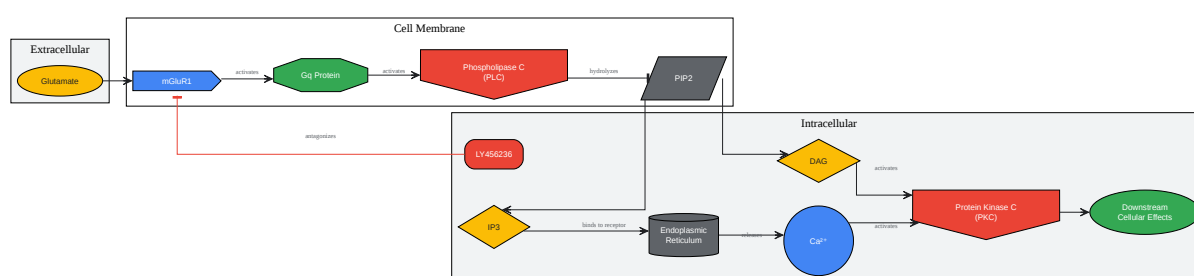 Cell Membrane
Extracellular
Glutamate
mGluR1
activates
Gq Protein
activates
Phospholipase C
(PLC)
hydrolyzes
PIP2
Intracellular
antagonizes
LY456236
DAG
activates
IP3
binds to receptor
Endoplasmic
Reticulum
releases
Ca²⁺
activates
Protein Kinase C
(PKC)
Downstream
Cellular Effects